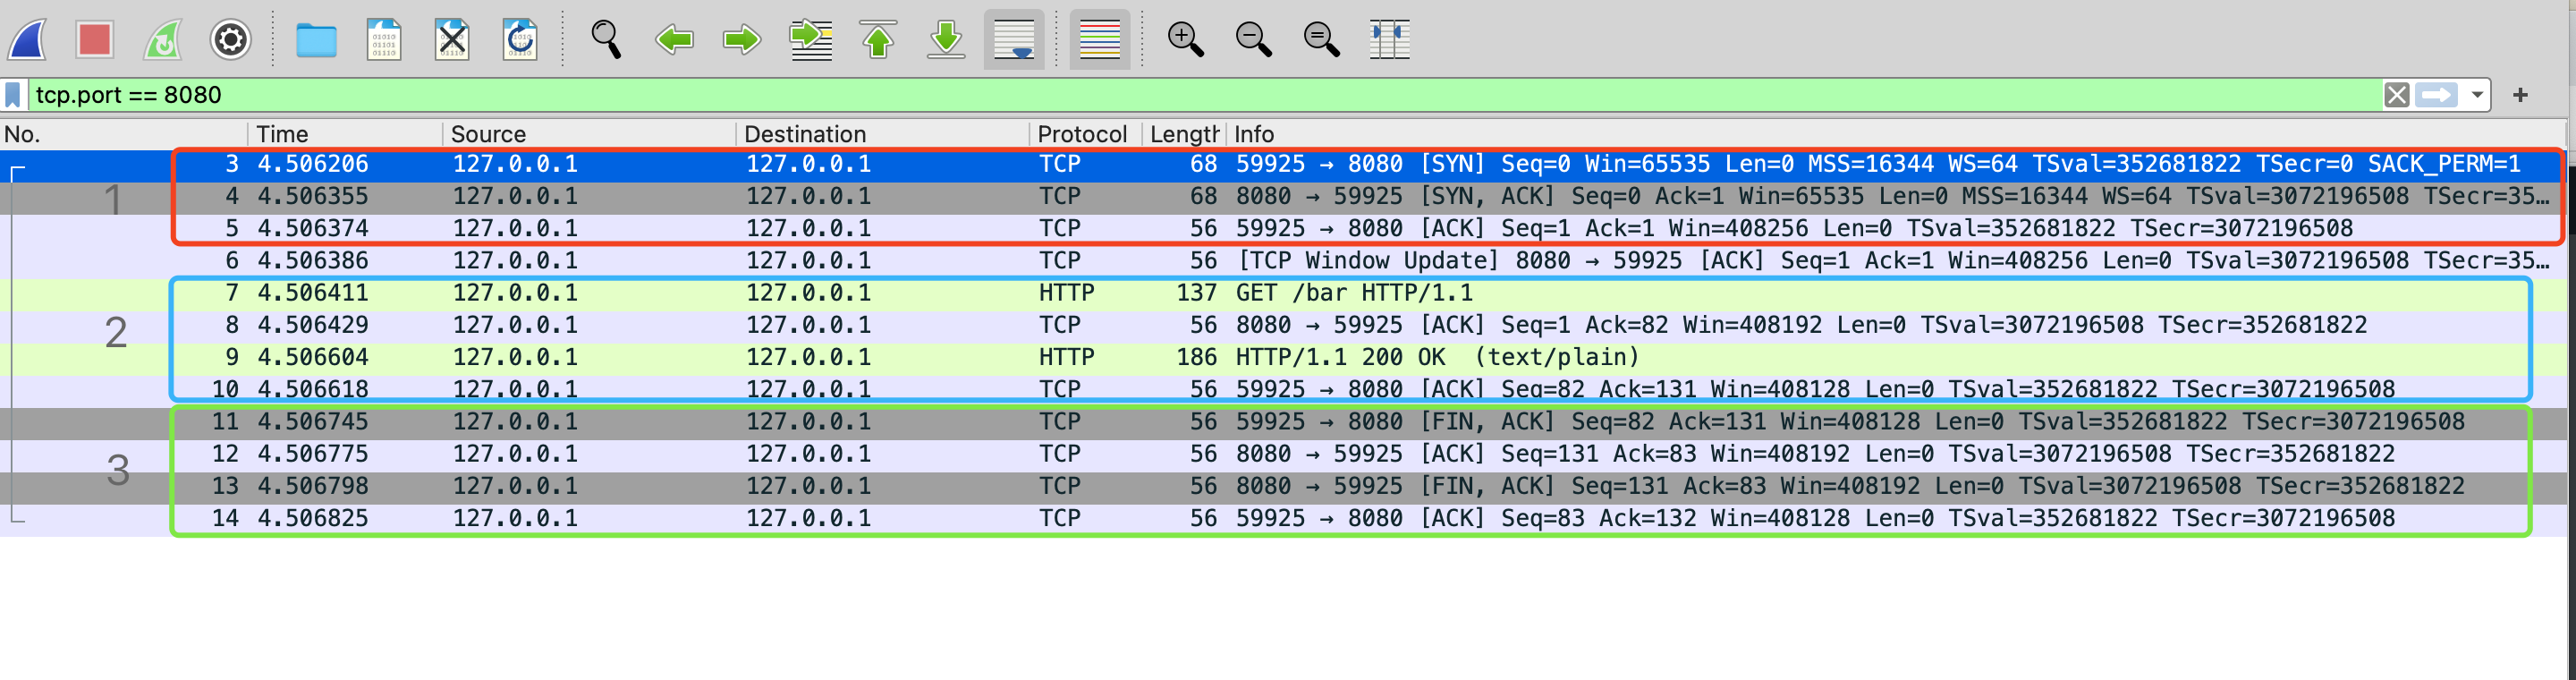 tcp.port == 8080
+
No. Time Source Destination Protocol Length Info
3 4.506206 127.0.0.1 127.0.0.1 TCP 68 59925 → 8080 [SYN] Seq=0 Win=65535 Len=0 MSS=16344 WS=64 TSval=352681822 TSecr=0 SACK_PERM=1
1
4 4.506355 127.0.0.1 127.0.0.1 TCP 68 8080 → 59925 [SYN, ACK] Seq=0 Ack=1 Win=65535 Len=0 MSS=16344 WS=64 TSval=3072196508 TSecr=35…
5 4.506374 127.0.0.1 127.0.0.1 TCP 56 59925 → 8080 [ACK] Seq=1 Ack=1 Win=408256 Len=0 TSval=352681822 TSecr=3072196508
6 4.506386 127.0.0.1 127.0.0.1 TCP 56 [TCP Window Update] 8080 → 59925 [ACK] Seq=1 Ack=1 Win=408256 Len=0 TSval=3072196508 TSecr=35…
7 4.506411 127.0.0.1 127.0.0.1 HTTP 137 GET /bar HTTP/1.1
2
8 4.506429 127.0.0.1 127.0.0.1 TCP 56 8080 → 59925 [ACK] Seq=1 Ack=82 Win=408192 Len=0 TSval=3072196508 TSecr=352681822
9 4.506604 127.0.0.1 127.0.0.1 HTTP 186 HTTP/1.1 200 OK (text/plain)
10 4.506618 127.0.0.1 127.0.0.1 TCP 56 59925 → 8080 [ACK] Seq=82 Ack=131 Win=408128 Len=0 TSval=352681822 TSecr=3072196508
11 4.506745 127.0.0.1 127.0.0.1 TCP 56 59925 → 8080 [FIN, ACK] Seq=82 Ack=131 Win=408128 Len=0 TSval=352681822 TSecr=3072196508
3
12 4.506775 127.0.0.1 127.0.0.1 TCP 56 8080 → 59925 [ACK] Seq=131 Ack=83 Win=408192 Len=0 TSval=3072196508 TSecr=352681822
13 4.506798 127.0.0.1 127.0.0.1 TCP 56 8080 → 59925 [FIN, ACK] Seq=131 Ack=83 Win=408192 Len=0 TSval=3072196508 TSecr=352681822
14 4.506825 127.0.0.1 127.0.0.1 TCP 56 59925 → 8080 [ACK] Seq=83 Ack=132 Win=408128 Len=0 TSval=352681822 TSecr=3072196508